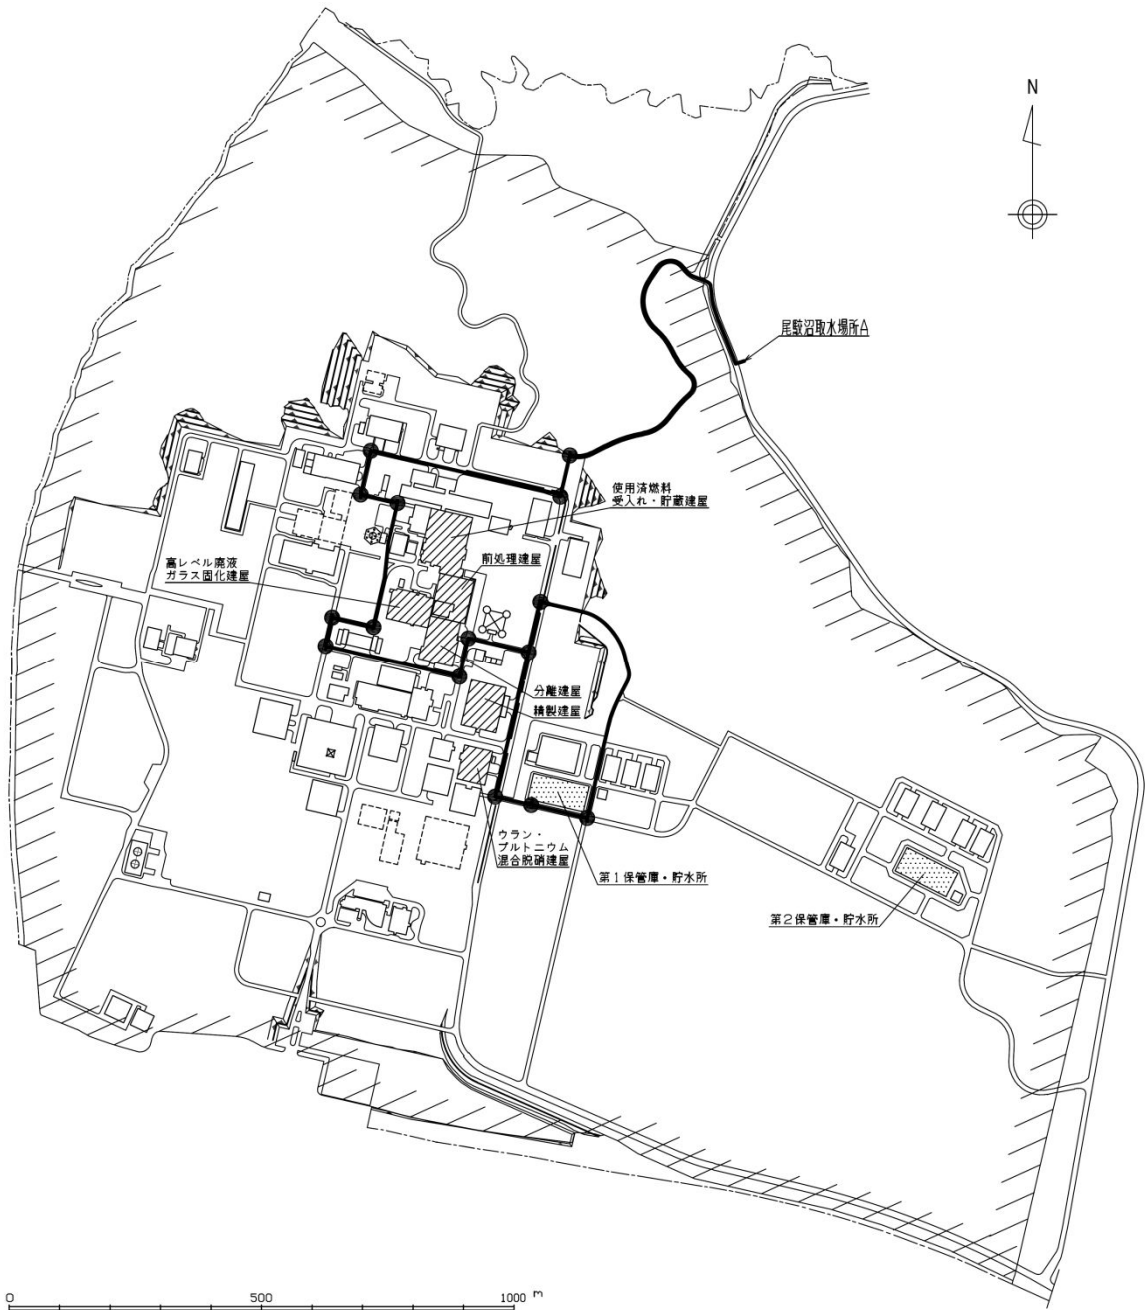 N
尾駮沼取水場所A
使用済燃料
受入れ・貯蔵建屋
前処理建屋
高レベル廃液
ガラス固化建屋
分離建屋
精製建屋
ウラン・
プルトニウム
混合脱硝建屋
第1保管庫・貯水所
第2保管庫・貯水所
0 500 1000 m